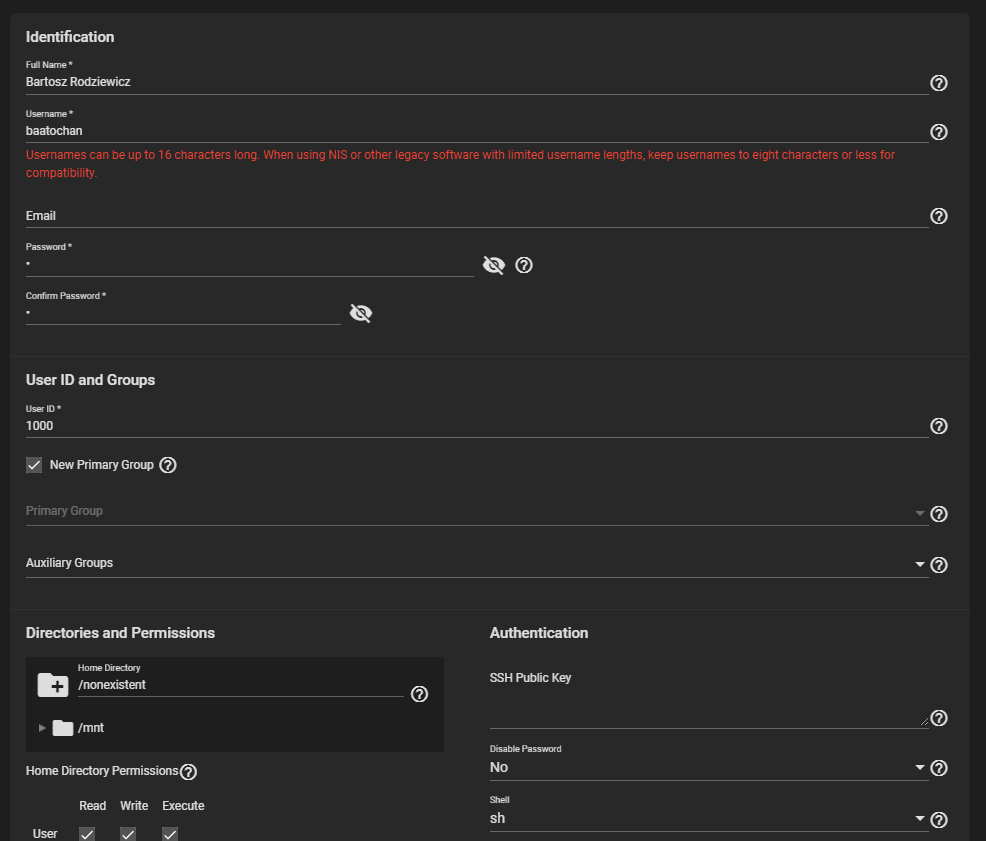 Identification
Full Name *
Bartosz Rodziewicz
Username *
baatochan
Usernames can be up to 16 characters long. When using NIS or other legacy software with limited username lengths, keep usernames to eight characters or less for
compatibility.
Email
Password *
•
Confirm Password *
•
User ID and Groups
User ID *
1000
New Primary Group
Primary Group
Auxiliary Groups
Directories and Permissions
Home Directory
/nonexistent
/mnt
Home Directory Permissions
Read Write Execute
User
Authentication
SSH Public Key
Disable Password
No
Shell
sh